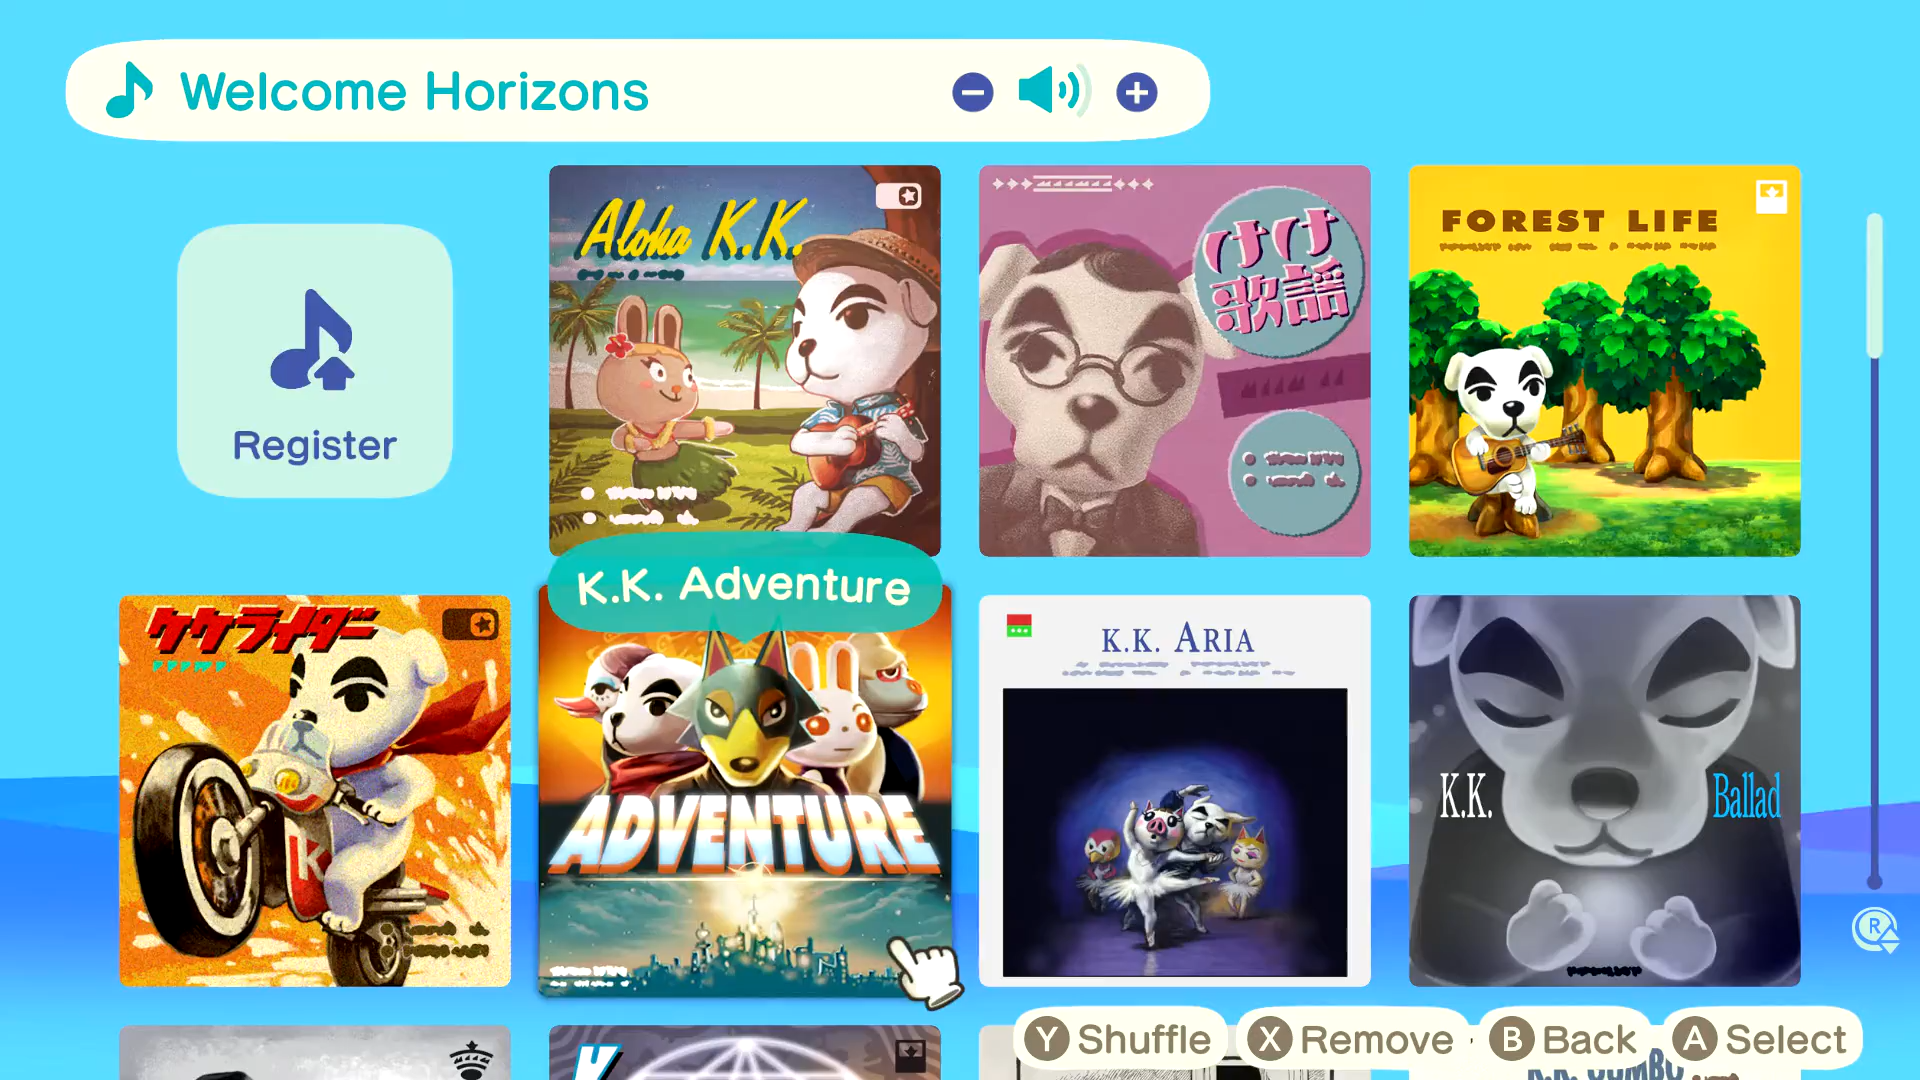 Welcome Horizons
Register
Aloha K.K.
けけ
歌謡
FOREST LIFE
ケケライダー
K
K.K. Adventure
ADVENTURE
K.K. ARIA
K.K. Ballad
K.K.
Y Shuffle
X Remove
B Back
A Select
R